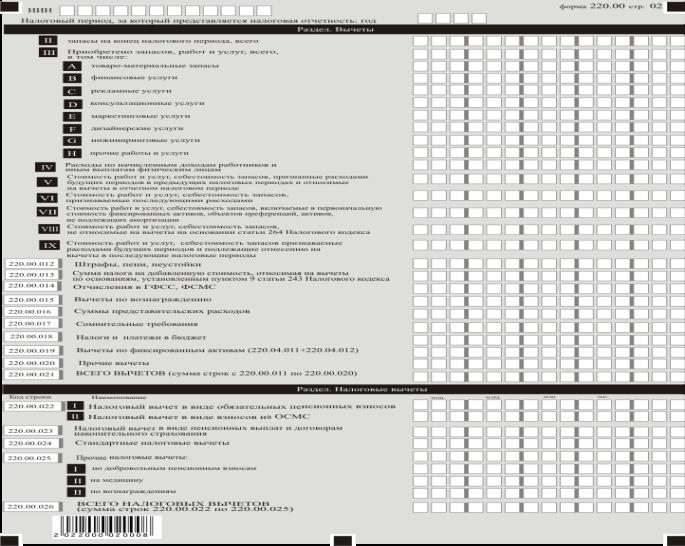 ИИН
форма 220.00 стр. 02
Налоговый период, за который представляется налоговая отчетность: год
Раздел. Вычеты
II запасы на конец налогового периода, всего
III Приобретено запасов, работ и услуг, всего,
в том числе:
A товаро-материальные запасы
B финансовые услуги
C рекламные услуги
D консультационные услуги
E маркетинговые услуги
F дизайнерские услуги
G инжиниринговые услуги
H прочие работы и услуги
IV Расходы по начисленным доходам работников и
иным выплатам физическим лицам
V Стоимость работ и услуг, себестоимость запасов, признанные расходами
будущих периодов в предыдущих налоговых периодах и относимые
на вычеты в отчетном налоговом периоде
VI Стоимость работ и услуг, себестоимость запасов,
признаваемые последующими расходами
VII Стоимость работ и услуг, себестоимость запасов, включаемые в первоначальную
стоимость фиксированных активов, объектов преференций, активов,
не подлежащих амортизации
VIII Стоимость работ и услуг, себестоимость запасов,
не относимые на вычеты на основании статьи 264 Налогового кодекса
IX Стоимость работ и услуг, себестоимость запасов признаваемые
расходами будущих периодов и подлежащие отнесению на
вычеты в последующие налоговые периоды
220.00.012 Штрафы, пени, неустойки
220.00.013 Сумма налога на добавленную стоимость, относимая на вычеты
по основаниям, установленным пунктом 9 статьи 243 Налогового кодекса
220.00.014 Отчисления в ГФСС, ФСМС
220.00.015 Вычеты по вознаграждению
220.00.016 Суммы представительских расходов
220.00.017 Сомнительные требования
220.00.018 Налоги и платежи в бюджет
220.00.019 Вычеты по фиксированным активам (220.04.011+220.04.012)
220.00.020 Прочие вычеты
220.00.021 ВСЕГО ВЫЧЕТОВ (сумма строк с 220.00.011 по 220.00.020)
Раздел. Налоговые вычеты
Код строки Наименование
220.00.022 I Налоговый вычет в виде обязательных пенсионных взносов
II Налоговый вычет в виде взносов на ОСМС
220.00.023 Налоговый вычет в виде пенсионных выплат и договорам
накопительного страхования
220.00.024 Стандартные налоговые вычеты
220.00.025 Прочие налоговые вычеты:
I по добровольным пенсионным взносам
II на медицину
II по вознаграждениям
220.00.026 ВСЕГО НАЛОГОВЫХ ВЫЧЕТОВ
(сумма строк 220.00.022 по 220.00.025)
2 022000 020008